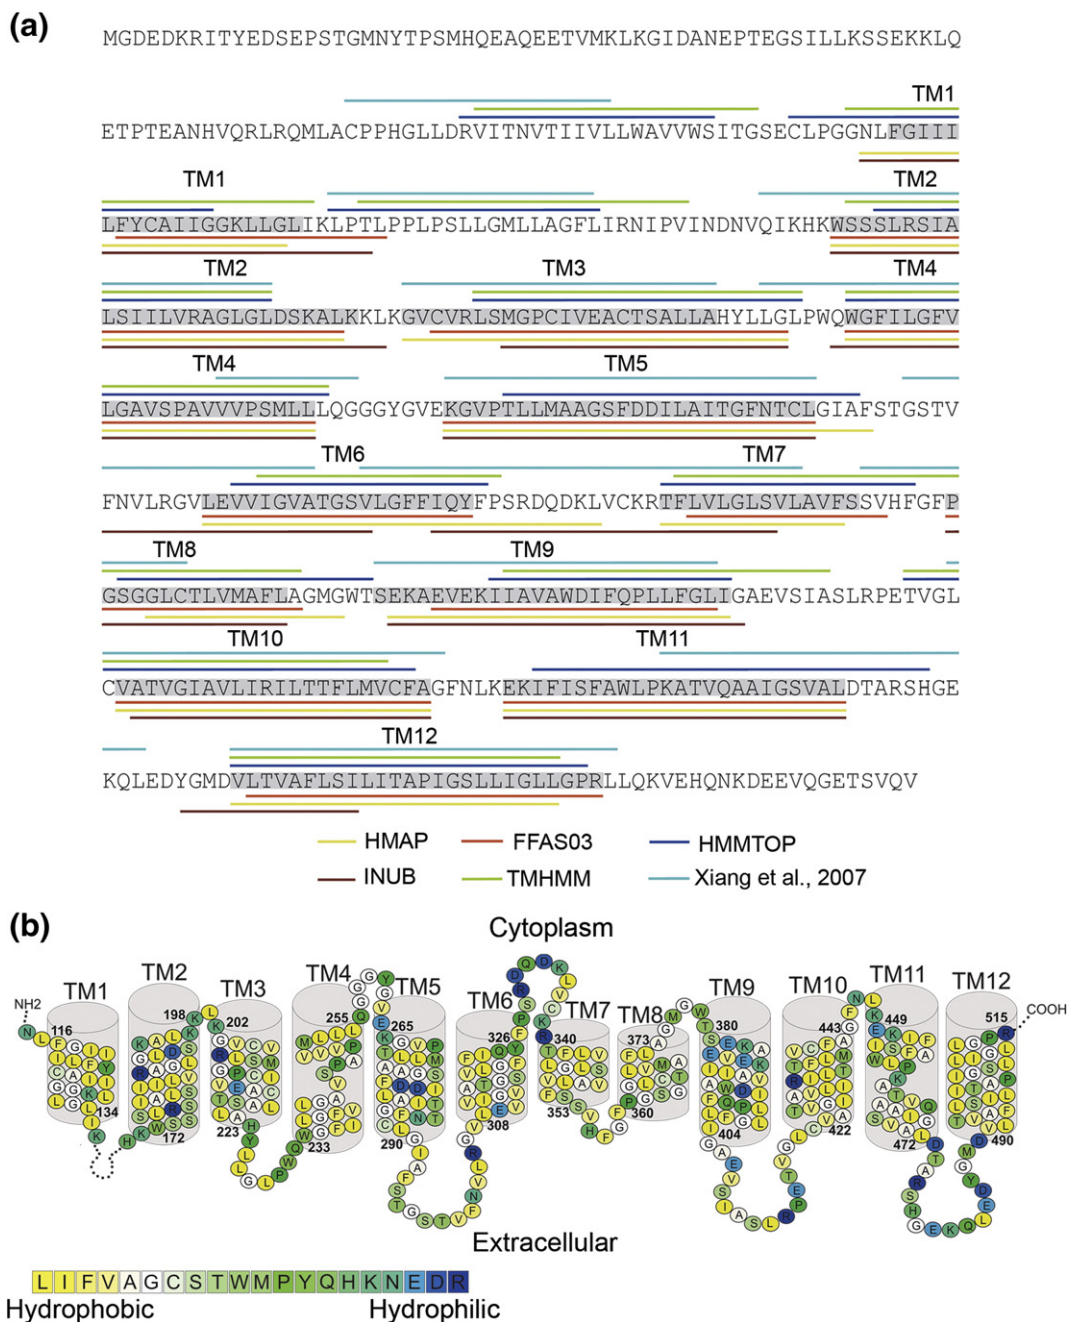 (a)
MGDEDKRITYEDSEPSTGMNYTPSMHQEAQEETVMKLKGIDANEPTEGSILLKSSEKKLQ
TM1
ETPTEANHVQRLRQMLACPPHGLLDRVITNVTIIVLLWAVVWSITGSECLPGGNLFGIII
TM1 TM2
LFYCAIIGGKLLGLIKLPTLPPLPSLLGMLLAGFLIRNIPVINDNVQIKHKWSSSLRSIA
TM2 TM3 TM4
LSIILVRAGLGLDSKALKKLKGVCVRLSMGPCIVEACTSALLAHYLLGLPWQWGFILGFV
TM4 TM5
LGAVSPAVVVPSMLLLQGGGYGVEKGVPTLLMAAGSFDDILAITGFNTCLGIAFSTGSTV
TM6 TM7
FNVLRGVLEVVIGVATGSVLGFFIQYFPSRDQDKLVCKRTFLVLGLSVLAVFSSVHFGFP
TM8 TM9
GSGGLCTLVMAFLAGMGWTSEKAEVEKIIAVAWDIFQPLLFGLIGAEVSIASLRPETVGL
TM10 TM11
CVATVGIAVLIRILTTFLMVCFAGFNLKEKIFISFAWLPKATVQAAIGSVALDTARSHGE
TM12
KQLEDYGMDVLTVAFLSILITAPIGSLLIGLLGPRLLQKVEHQNKDEEVQGETSVQV
HMAP FFAS03 HMMTOP
INUB TMHMM Xiang et al., 2007
(b)
Cytoplasm
TM1 TM2 TM3 TM4 TM5 TM6 TM7 TM8 TM9 TM10 TM11 TM12
NH2 COOH
116 198 202 255 265 326 340 373 380 443 449 515
134 172 223 233 290 308 353 360 404 422 472 490
Extracellular
L I F V A G C S T W M P Y Q H K N E D R
Hydrophobic Hydrophilic